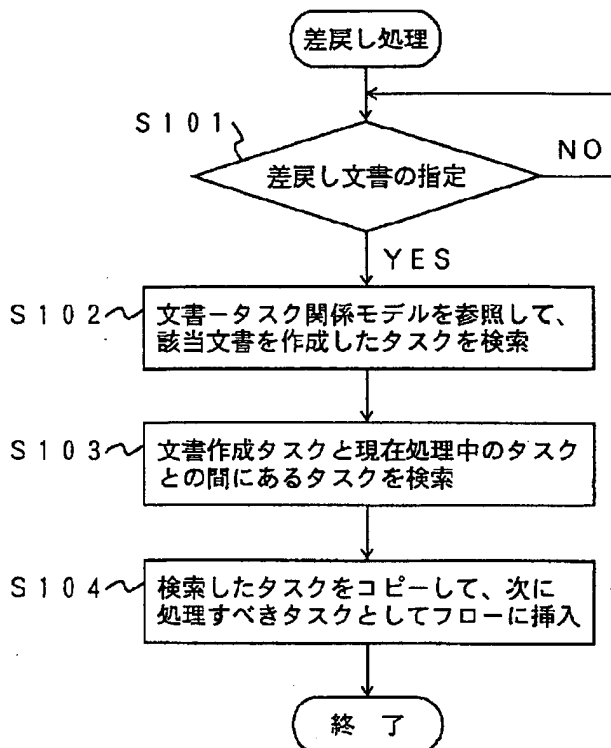 差戻し処理
S101
差戻し文書の指定
NO
YES
S102
文書ータスク関係モデルを参照して、
該当文書を作成したタスクを検索
S103
文書作成タスクと現在処理中のタスク
との間にあるタスクを検索
S104
検索したタスクをコピーして、次に
処理すべきタスクとしてフローに挿入
終了